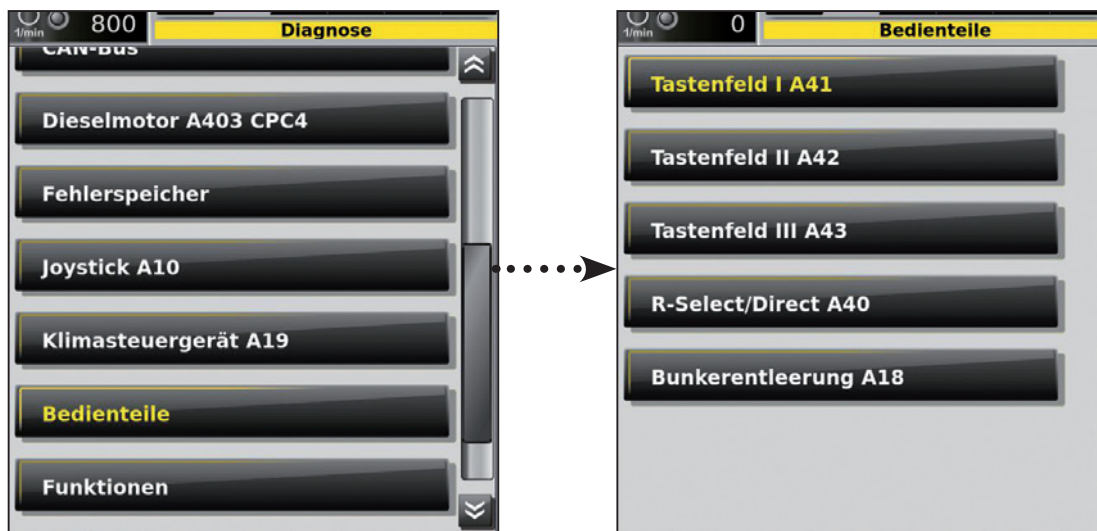 1/min 800 Diagnose
CAN-Bus
Dieselmotor A403 CPC4
Fehlerspeicher
Joystick A10
Klimasteuergerät A19
Bedienteile
Funktionen
1/min 0 Bedienteile
Tastenfeld I A41
Tastenfeld II A42
Tastenfeld III A43
R-Select/Direct A40
Bunkerentleerung A18